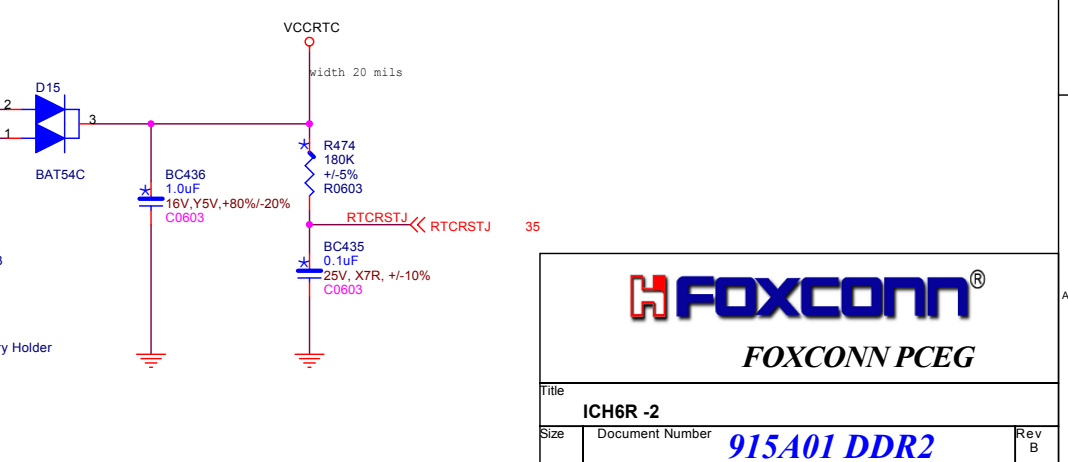 VCCRTC
width 20 mils
D15
2
3
1
BAT54C
R474
180K
+/-5%
R0603
BC436
1.0uF
16V,Y5V,+80%/-20%
C0603
RTCRSTJ
RTCRSTJ 35
BC435
0.1uF
25V, X7R, +/-10%
C0603
ry Holder
FOXCONN®
FOXCONN PCEG
A
Title
ICH6R -2
Size
Document Number
915A01 DDR2
Rev
B